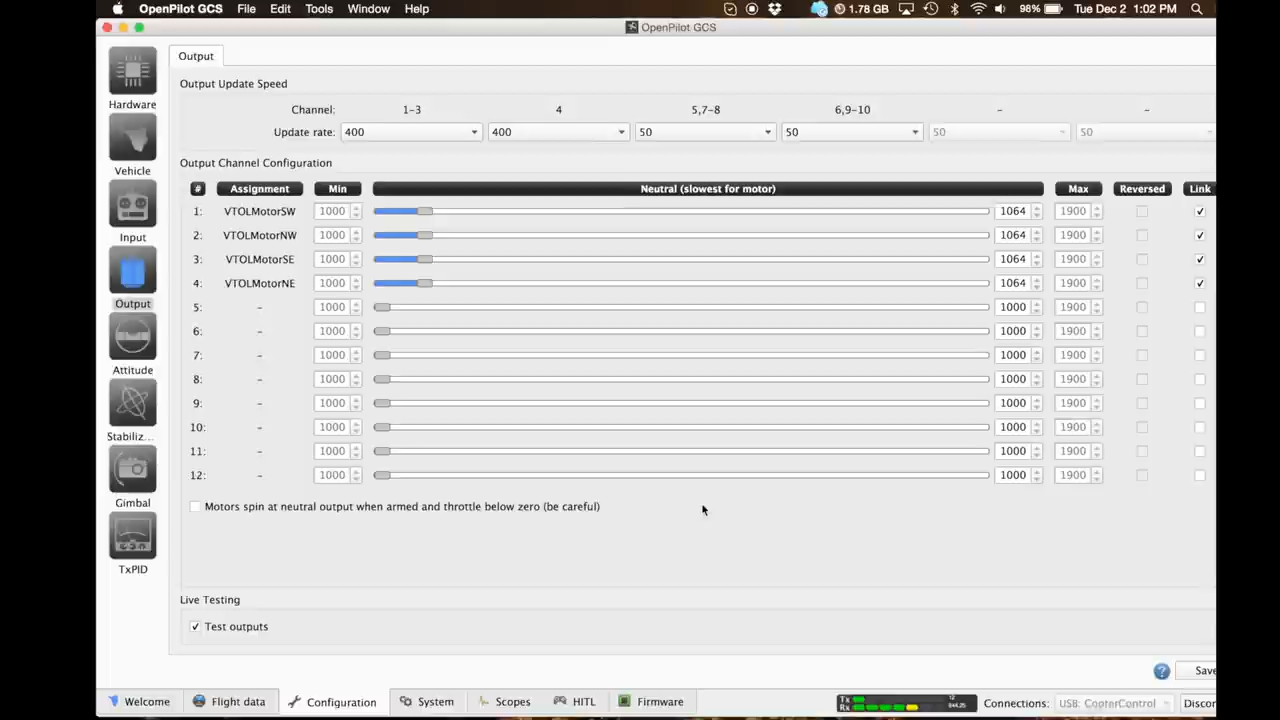 OpenPilot GCS File Edit Tools Window Help 1.78 GB 98% Tue Dec 2 1:02 PM
OpenPilot GCS
Output
Output Update Speed
Channel: 1-3 4 5,7-8 6,9-10 - -
Update rate: 400 400 50 50 50 50
Output Channel Configuration
# Assignment Min Neutral (slowest for motor) Max Reversed Link
1: VTOLMotorSW 1000 1064 1900
2: VTOLMotorNW 1000 1064 1900
3: VTOLMotorSE 1000 1064 1900
4: VTOLMotorNE 1000 1064 1900
5: - 1000 1000 1900
6: - 1000 1000 1900
7: - 1000 1000 1900
8: - 1000 1000 1900
9: - 1000 1000 1900
10: - 1000 1000 1900
11: - 1000 1000 1900
12: - 1000 1000 1900
Motors spin at neutral output when armed and throttle below zero (be careful)
Live Testing
Test outputs
Hardware
Vehicle
Input
Output
Attitude
Stabiliz...
Gimbal
TxPID
? Save
Welcome Flight data Configuration System Scopes HITL Firmware Tx Rx Connections: USB: CopterControl Discon